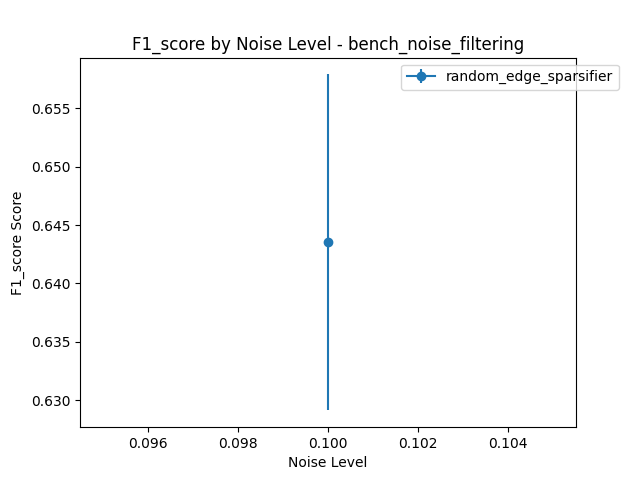 F1_score by Noise Level - bench_noise_filtering
random_edge_sparsifier
F1_score Score
0.655
0.650
0.645
0.640
0.635
0.630
0.096 0.098 0.100 0.102 0.104
Noise Level